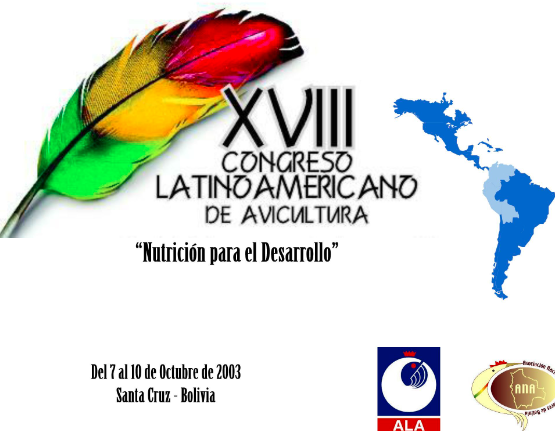 XVIII
CONGRESO
LATINOAMERICANO
DE AVICULTURA
“Nutrición para el Desarrollo”
Del 7 al 10 de Octubre de 2003
Santa Cruz - Bolivia
ALA
ANA